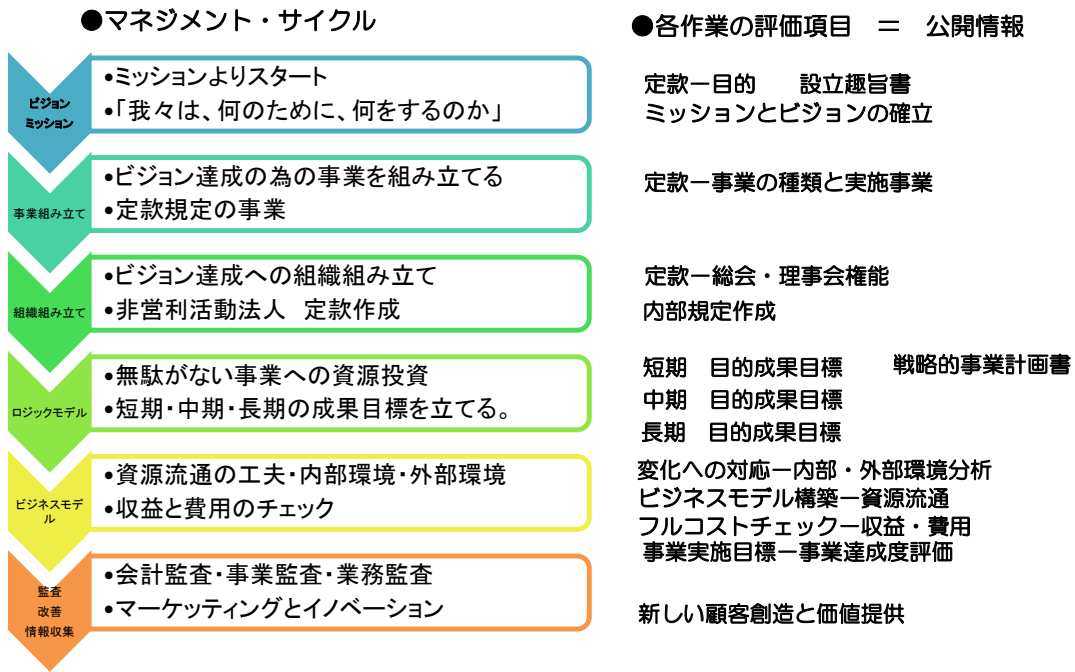 ●マネジメント・サイクル
●各作業の評価項目　＝　公開情報
ビジョン
ミッション
•ミッションよりスタート
•「我々は、何のために、何をするのか」
定款ー目的　　設立趣旨書
ミッションとビジョンの確立
事業組み立て
•ビジョン達成の為の事業を組み立てる
•定款規定の事業
定款ー事業の種類と実施事業
組織組み立て
•ビジョン達成への組織組み立て
•非営利活動法人　定款作成
定款ー総会・理事会権能
内部規定作成
ロジックモデル
•無駄がない事業への資源投資
•短期・中期・長期の成果目標を立てる。
短期　目的成果目標　　戦略的事業計画書
中期　目的成果目標
長期　目的成果目標
ビジネスモデ
ル
•資源流通の工夫・内部環境・外部環境
•収益と費用のチェック
変化への対応ー内部・外部環境分析
ビジネスモデル構築ー資源流通
フルコストチェックー収益・費用
事業実施目標ー事業達成度評価
監査
改善
情報収集
•会計監査・事業監査・業務監査
•マーケッティングとイノベーション
新しい顧客創造と価値提供